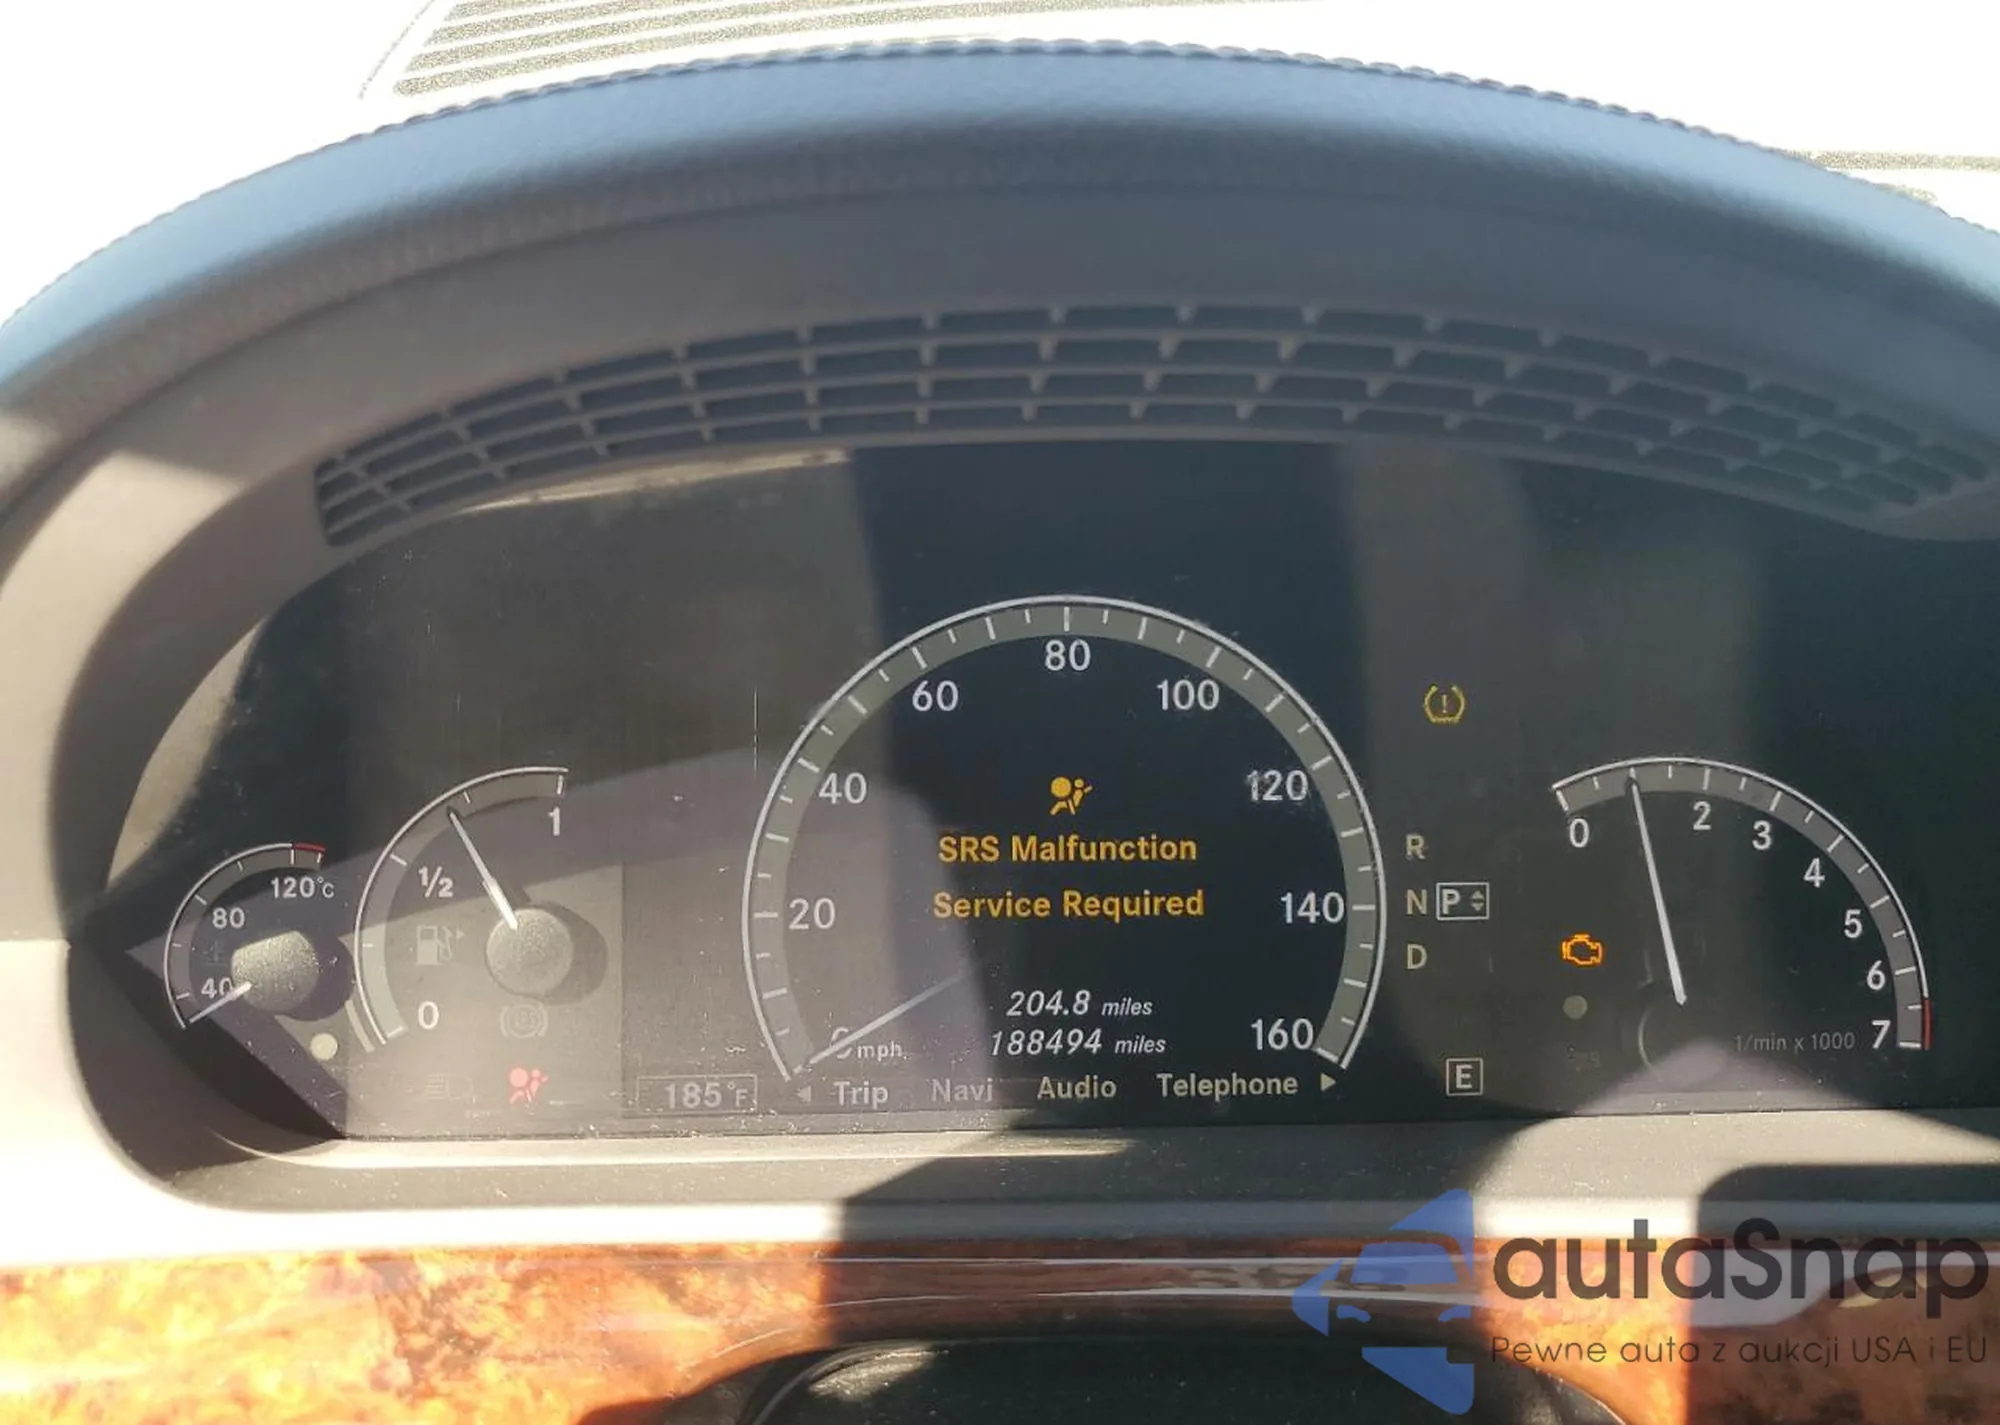 80
60
100
40
120
20
140
160
mph
SRS Malfunction
Service Required
204.8 miles
188494 miles
Trip Navi Audio Telephone
120°C
80
40
1
1/2
0
185°F
R
N P
D
E
0
2
3
4
5
6
7
1/min x 1000
autaSnap
Pewne auta z aukcji USA i EU